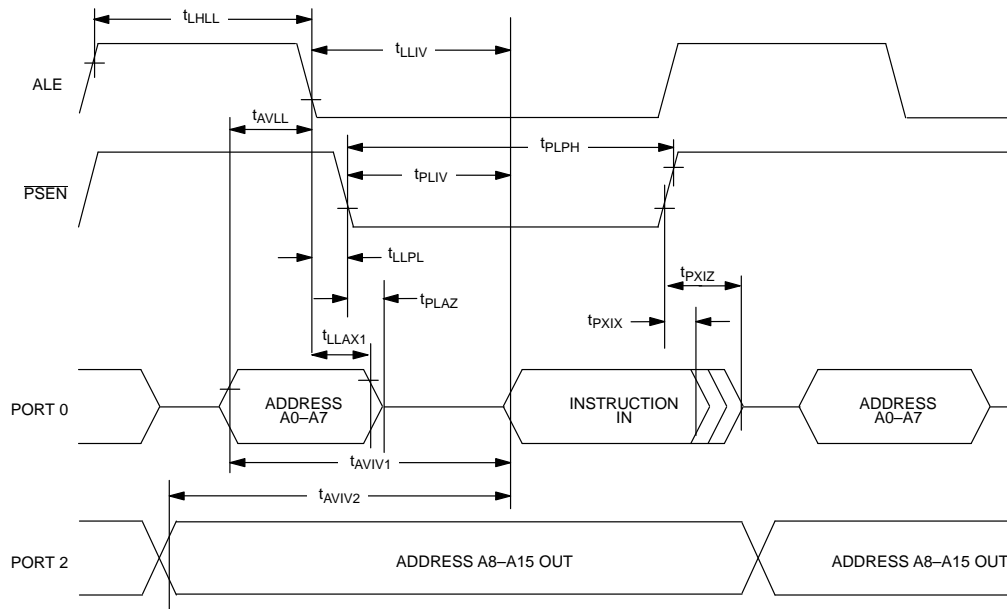 tLHLL
tLLIV
ALE
tAVLL
tPLPH
PSEN
tPLIV
tLLPL
tPXIZ
tPLAZ
tPXIX
tLLAX1
PORT 0
ADDRESS
A0–A7
INSTRUCTION
IN
ADDRESS
A0–A7
tAVIV1
tAVIV2
PORT 2
ADDRESS A8–A15 OUT
ADDRESS A8–A15 OUT